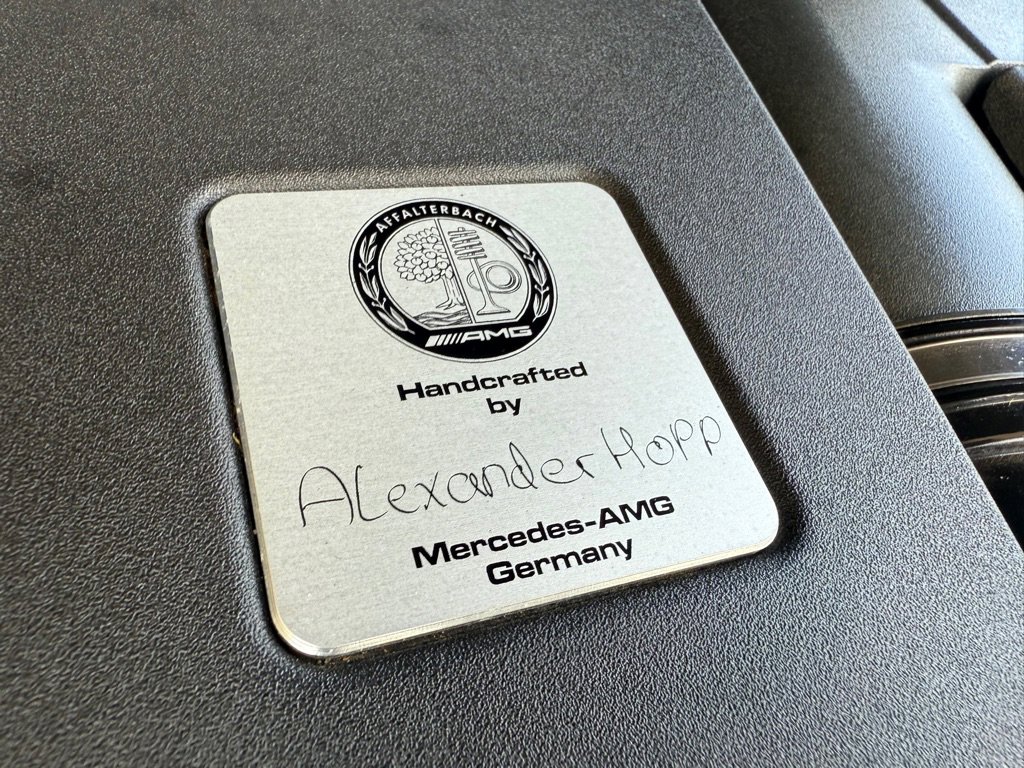 AFFALTERBACH
AMG
Handcrafted
by
Alexander Hopp
Mercedes-AMG
Germany